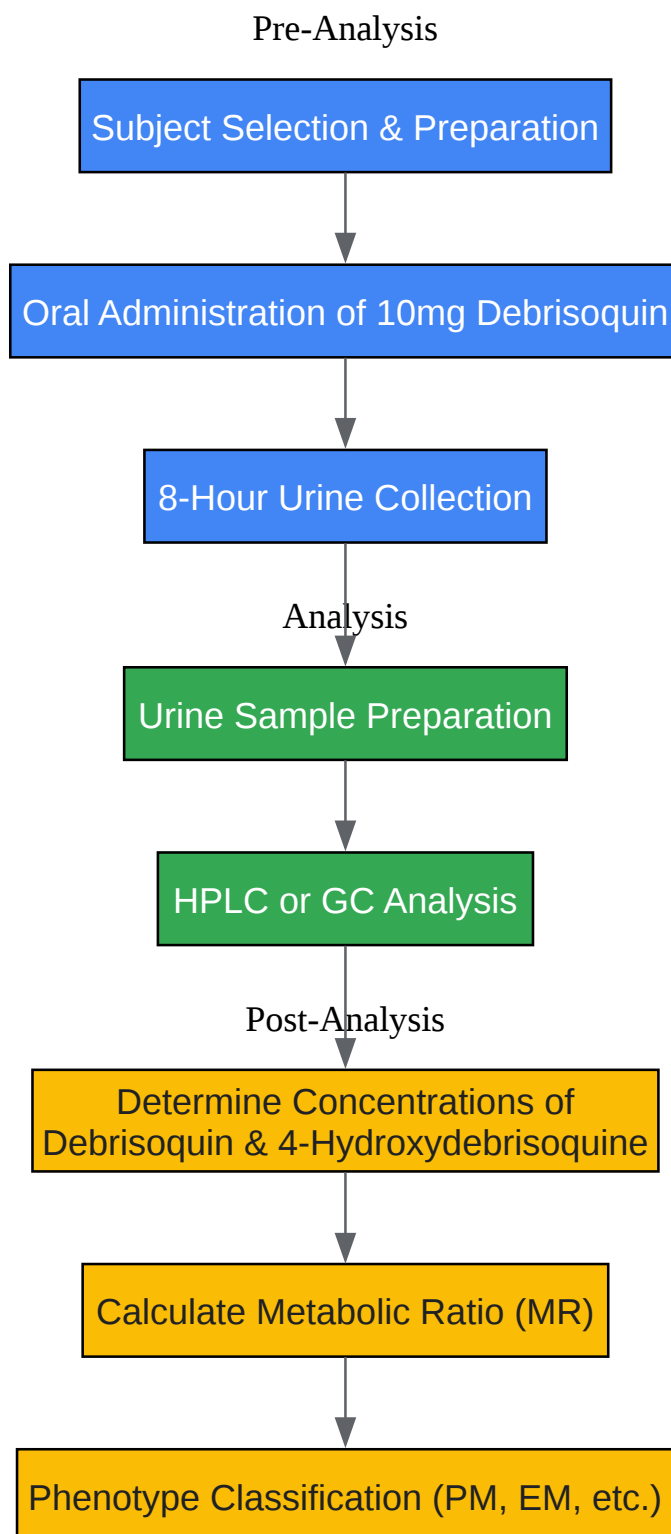 Pre-Analysis
Subject Selection & Preparation
Oral Administration of 10mg Debrisoquin
8-Hour Urine Collection
Analysis
Urine Sample Preparation
HPLC or GC Analysis
Post-Analysis
Determine Concentrations of
Debrisoquin & 4-Hydroxydebrisoquine
Calculate Metabolic Ratio (MR)
Phenotype Classification (PM, EM, etc.)